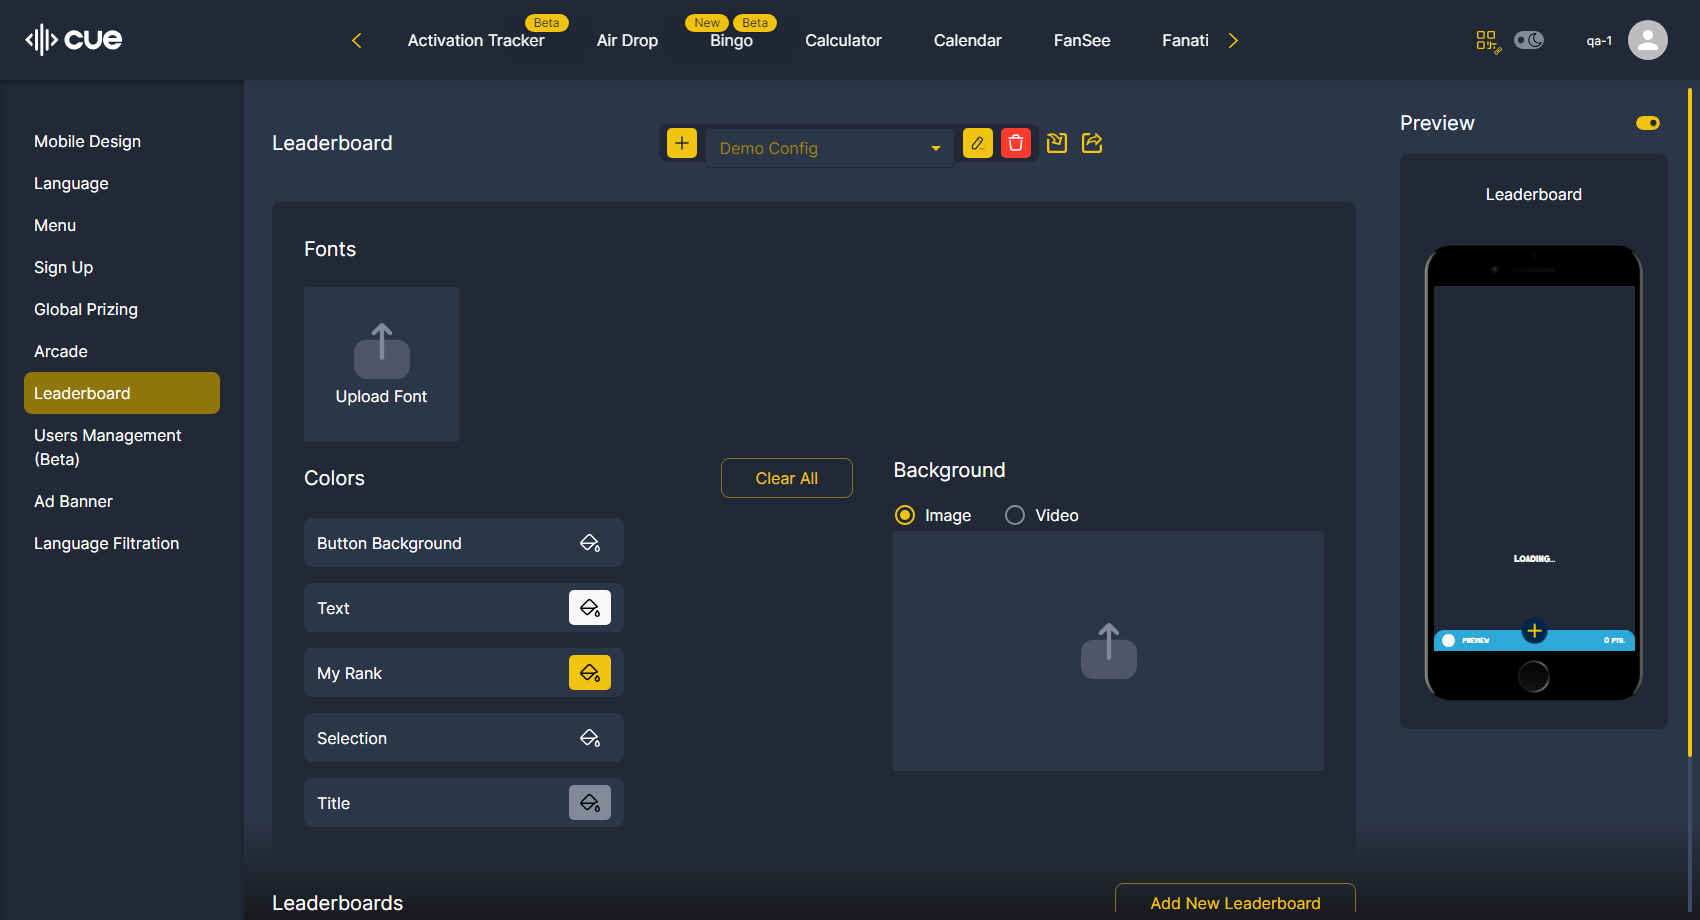 cue
Beta
New
Beta
Activation Tracker
Air Drop
Bingo
Calculator
Calendar
FanSee
Fanati
qa-1
Mobile Design
Language
Menu
Sign Up
Global Prizing
Arcade
Leaderboard
Users Management
(Beta)
Ad Banner
Language Filtration
Leaderboard
Demo Config
Fonts
Upload Font
Colors
Clear All
Button Background
Text
My Rank
Selection
Title
Background
Image
Video
Leaderboards
Add New Leaderboard
Preview
Leaderboard
LOADING...
PREVIEW
0 PTS.